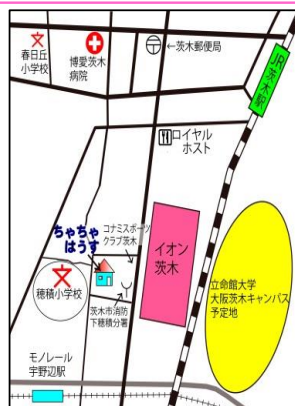 春日丘
小学校
博愛茨木
病院
←茨木郵便局
JR茨木駅
ロイヤル
ホスト
コナミスポーツ
クラブ茨木
ちゃちゃ
はうす
イオン
茨木
穂積小学校
茨木市消防
下穂積分署
立命館大学
大阪茨木キャンパス
予定地
モノレール
宇野辺駅